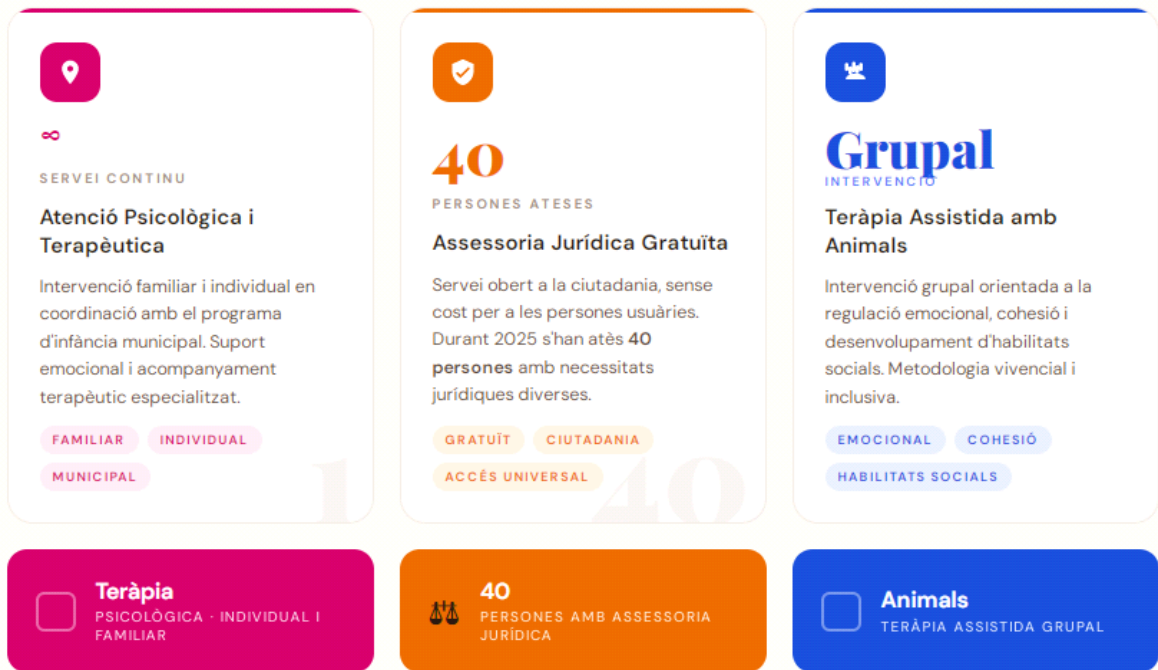 ∞
SERVEI CONTINU
Atenció Psicològica i
Terapèutica
Intervenció familiar i individual en
coordinació amb el programa
d'infància municipal. Suport
emocional i acompanyament
terapèutic especialitzat.
FAMILIAR
INDIVIDUAL
MUNICIPAL
1
40
PERSONES ATESES
Assessoria Jurídica Gratuïta
Servei obert a la ciutadania, sense
cost per a les persones usuàries.
Durant 2025 s'han atès 40
persones amb necessitats
jurídiques diverses.
GRATUÏT
CIUTADANIA
ACCÉS UNIVERSAL
40
Grupal
INTERVENCIÓ
Teràpia Assistida amb
Animals
Intervenció grupal orientada a la
regulació emocional, cohesió i
desenvolupament d'habilitats
socials. Metodologia vivencial i
inclusiva.
EMOCIONAL
COHESIÓ
HABILITATS SOCIALS
Teràpia
PSICOLÒGICA · INDIVIDUAL I
FAMILIAR
40
PERSONES AMB ASSESSORIA
JURÍDICA
Animals
TERÀPIA ASSISTIDA GRUPAL